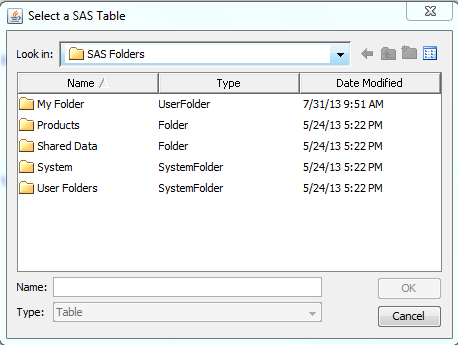 Select a SAS Table
Look in: SAS Folders
Name Type Date Modified
My Folder UserFolder 7/31/13 9:51 AM
Products Folder 5/24/13 5:22 PM
Shared Data Folder 5/24/13 5:22 PM
System SystemFolder 5/24/13 5:22 PM
User Folders SystemFolder 5/24/13 5:22 PM
Name: OK
Type: Table Cancel